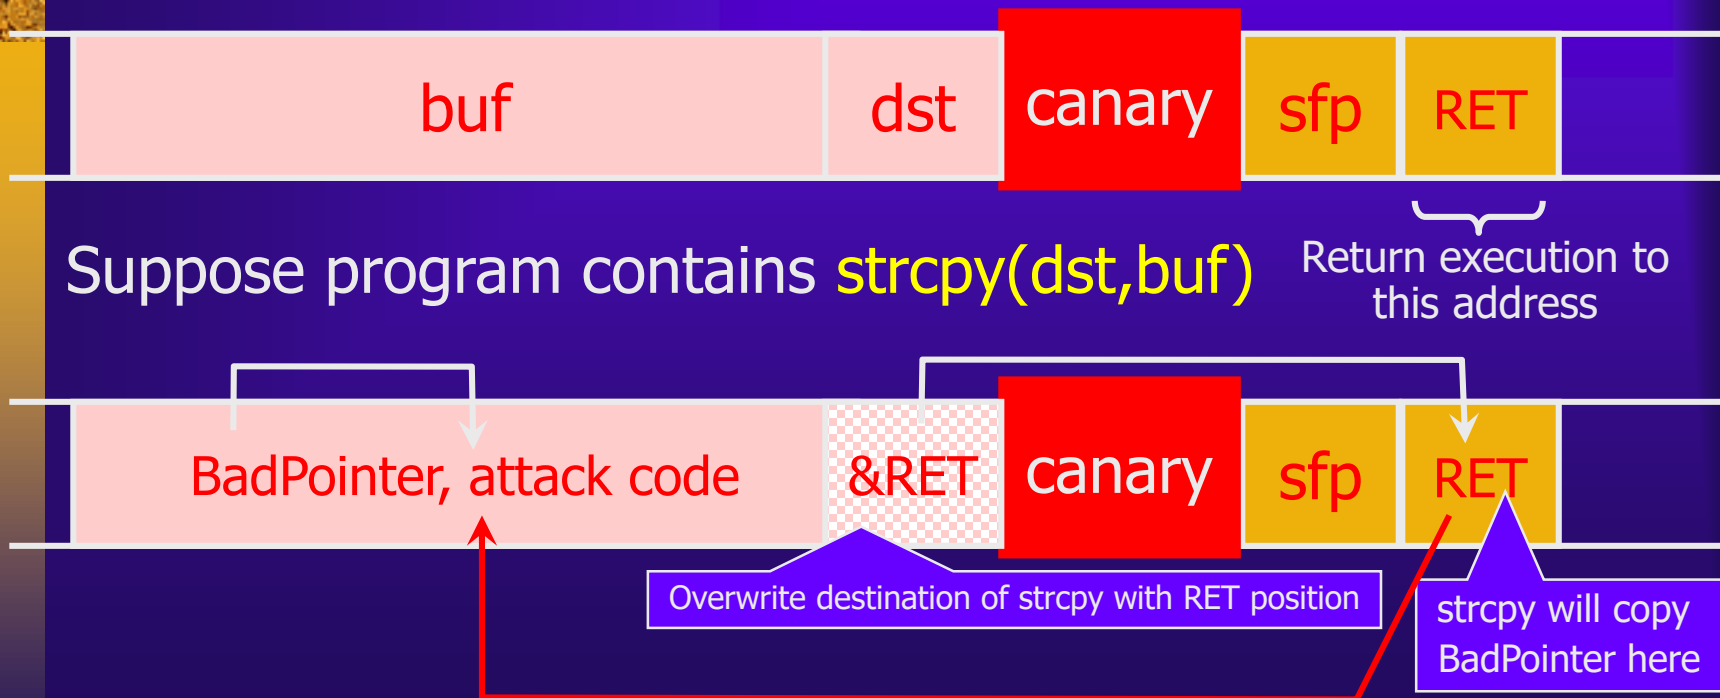 buf dst canary sfp RET
Suppose program contains strcpy(dst,buf)
Return execution to
this address
BadPointer, attack code &RET canary sfp RET
Overwrite destination of strcpy with RET position
strcpy will copy
BadPointer here